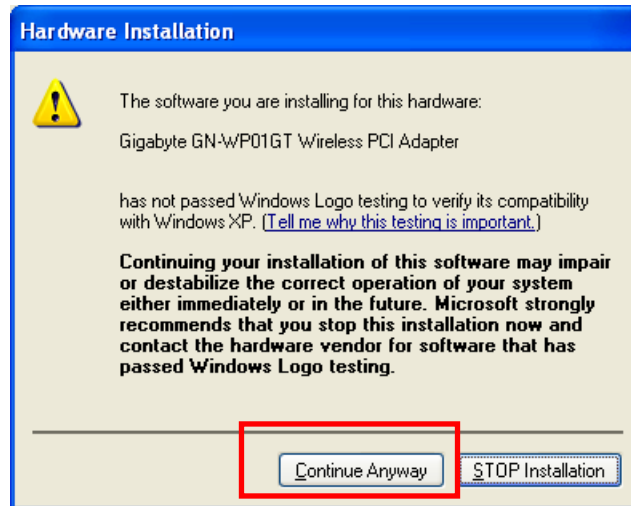 Hardware Installation
The software you are installing for this hardware:
Gigabyte GN-WP01GT Wireless PCI Adapter
has not passed Windows Logo testing to verify its compatibility
with Windows XP. (Tell me why this testing is important.)
Continuing your installation of this software may impair
or destabilize the correct operation of your system
either immediately or in the future. Microsoft strongly
recommends that you stop this installation now and
contact the hardware vendor for software that has
passed Windows Logo testing.
Continue Anyway STOP Installation